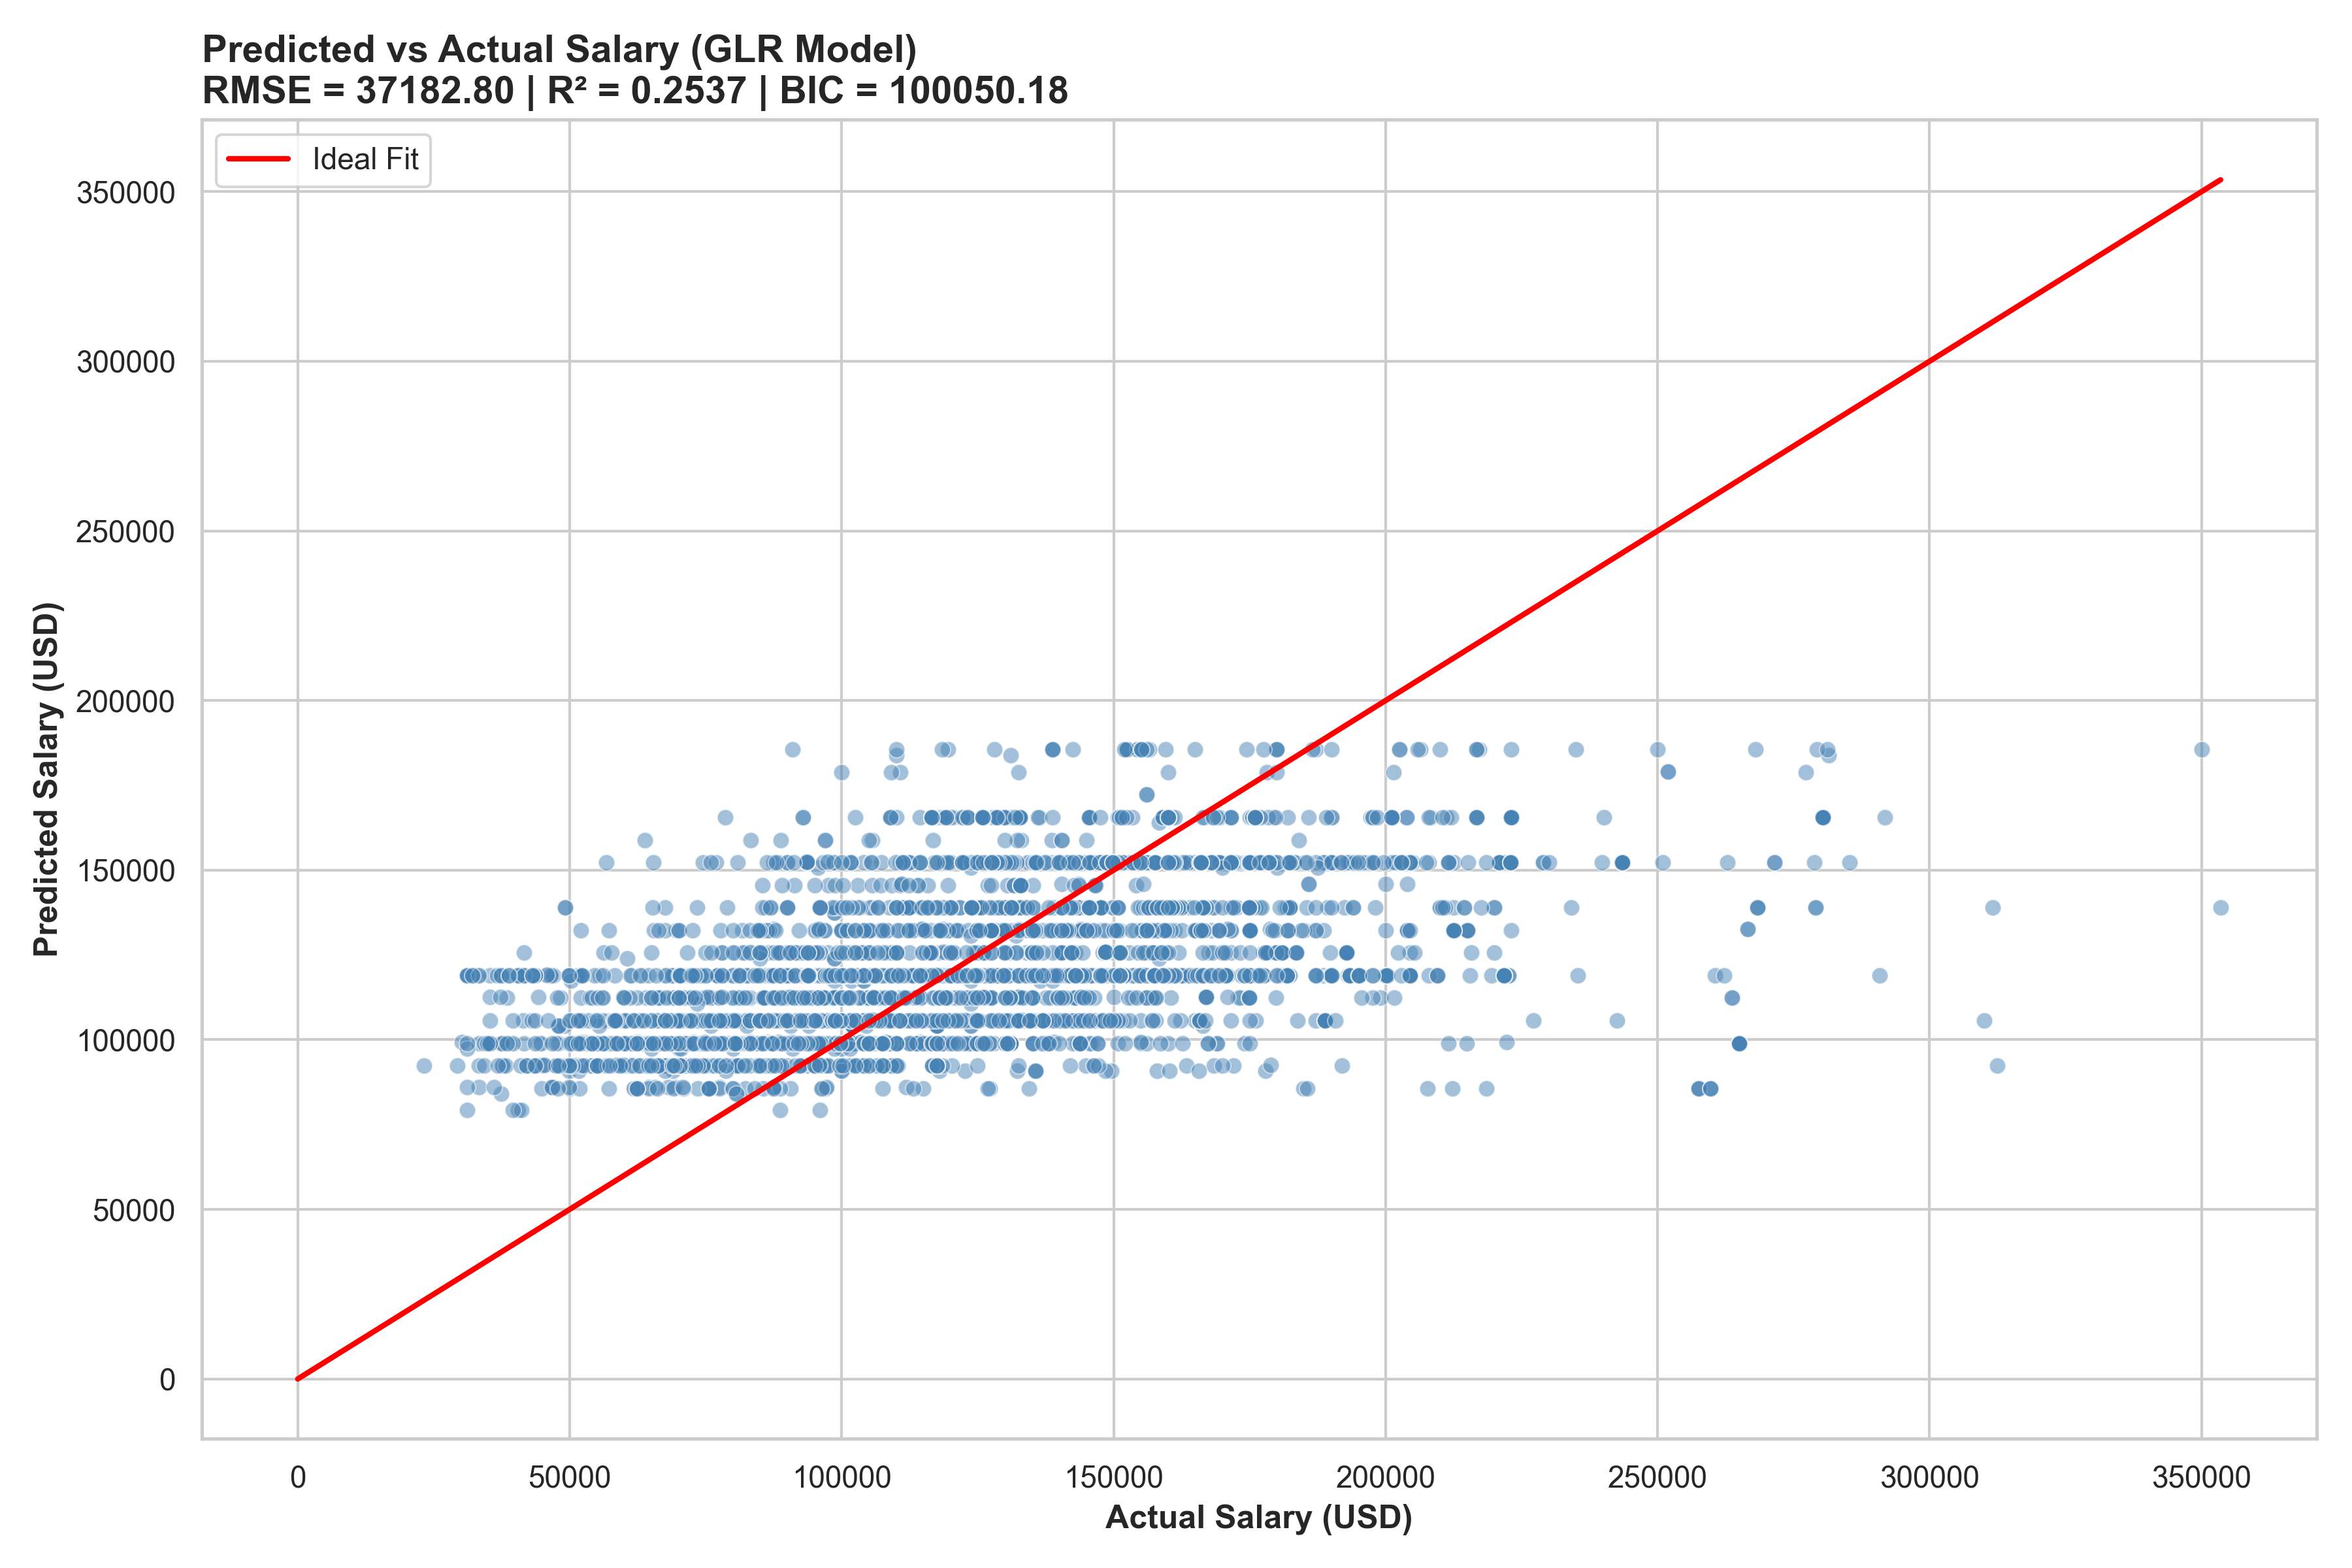 Predicted vs Actual Salary (GLR Model)
RMSE = 37182.80 | R² = 0.2537 | BIC = 100050.18
Ideal Fit
350000
300000
250000
200000
150000
100000
50000
0
Predicted Salary (USD)
0 50000 100000 150000 200000 250000 300000 350000
Actual Salary (USD)